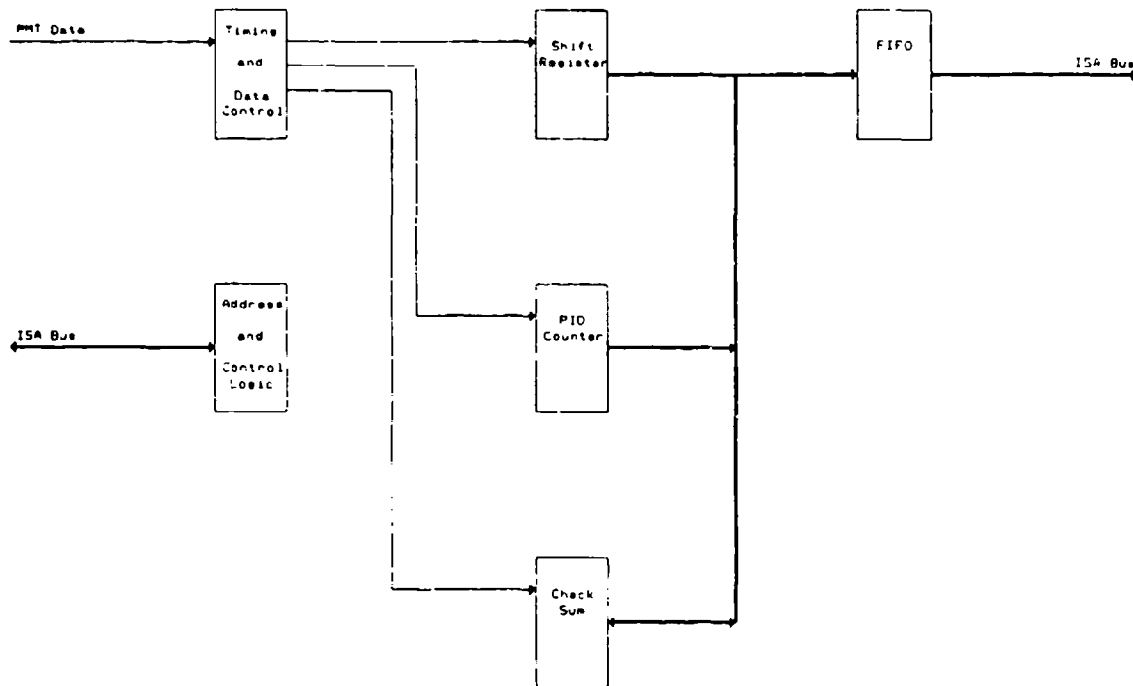 PMT Data
Timing
and
Data
Control
Shift
Register
FIFO
ISA Bus
ISA Bus
Address
and
Control
Logic
PID
Counter
Check
Sum